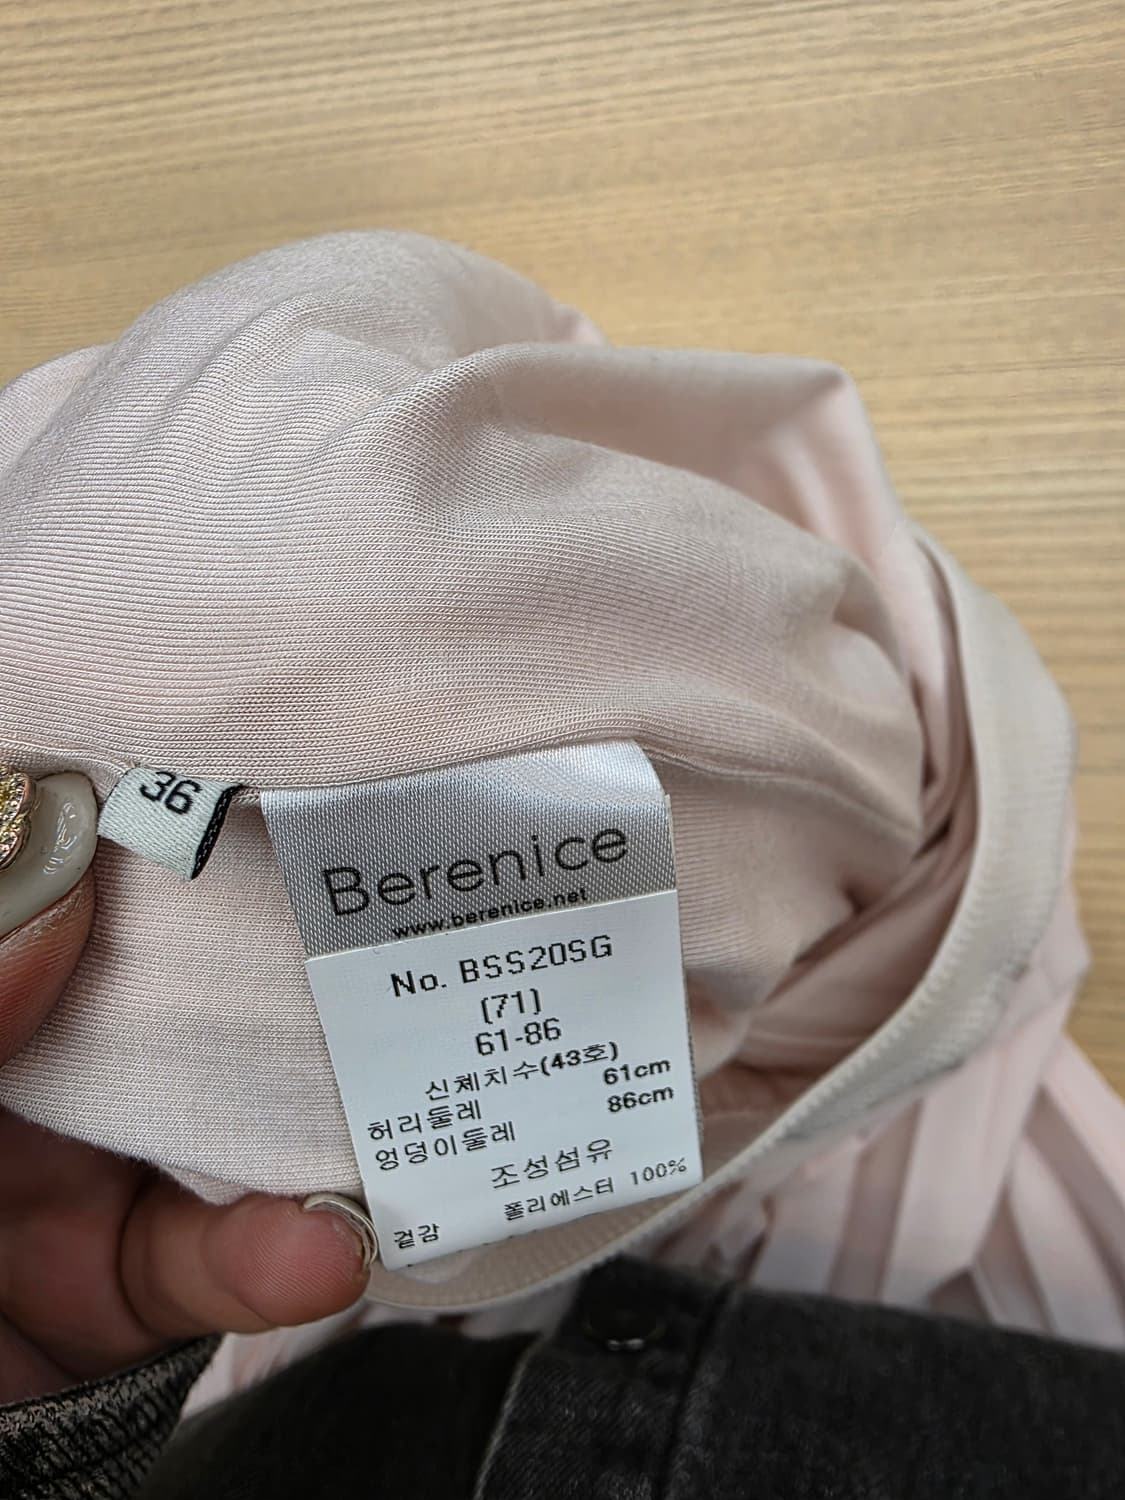 36
Berenice
www.berenice.net
No. BSS20SG
(71)
61-86
신체치수(43호)
허리둘레 61cm
엉덩이둘레 86cm
조성섬유
겉감 폴리에스터 100%